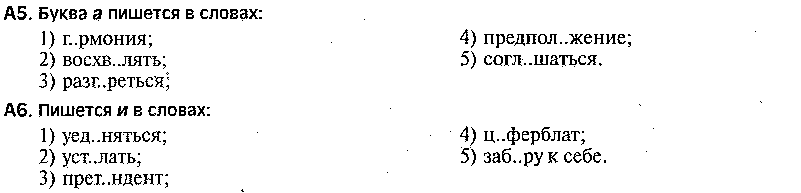 А5. Буква а пишется в словах:
1) г..рмония;
2) восхв..лять;
3) разг..реться;
4) предпол..жение;
5) согл..шаться.
А6. Пишется и в словах:
1) уед..няться;
2) уст..лать;
3) прет..ндент;
4) ц..ферблат;
5) заб..ру к себе.